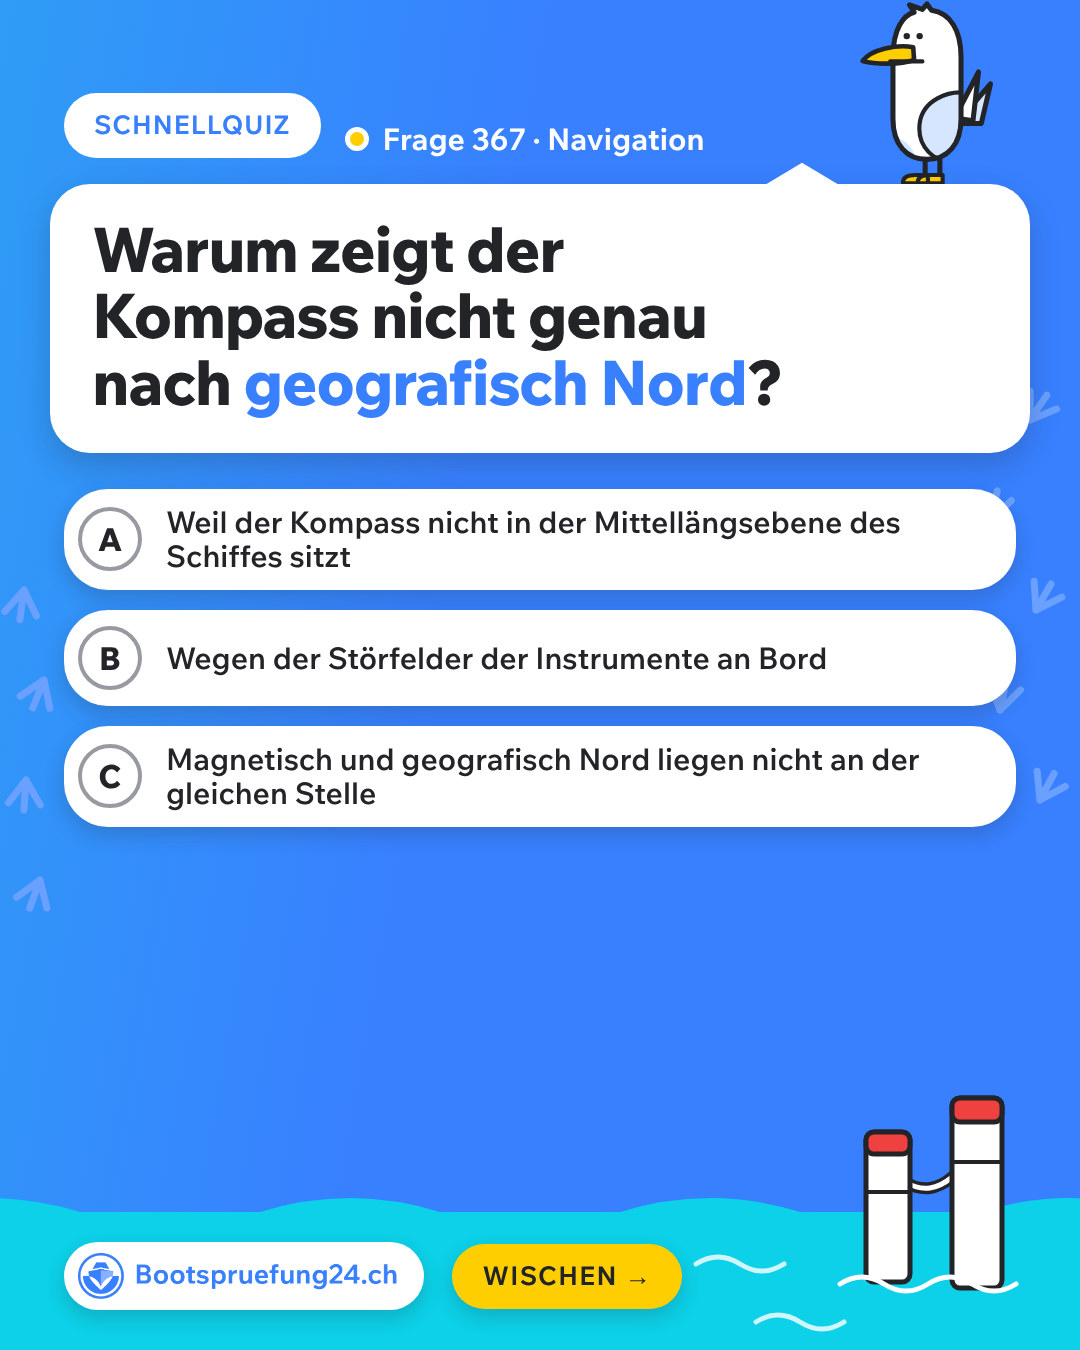 SCHNELLQUIZ
Frage 367 · Navigation
Warum zeigt der
Kompass nicht genau
nach geografisch Nord?
A
Weil der Kompass nicht in der Mittellängsebene des
Schiffes sitzt
B
Wegen der Störfelder der Instrumente an Bord
C
Magnetisch und geografisch Nord liegen nicht an der
gleichen Stelle
Bootspruefung24.ch
WISCHEN →